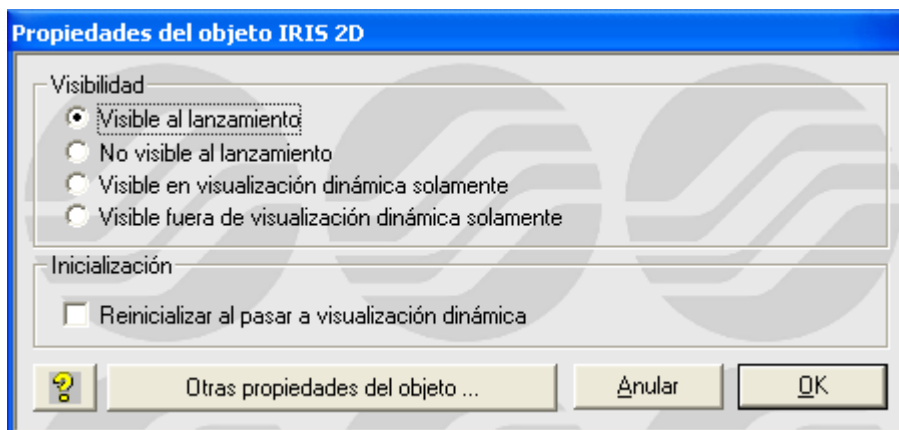 Propiedades del objeto IRIS 2D
Visibilidad
Visible al lanzamiento
No visible al lanzamiento
Visible en visualización dinámica solamente
Visible fuera de visualización dinámica solamente
Inicialización
Reinicializar al pasar a visualización dinámica
? Otras propiedades del objeto ... Anular OK